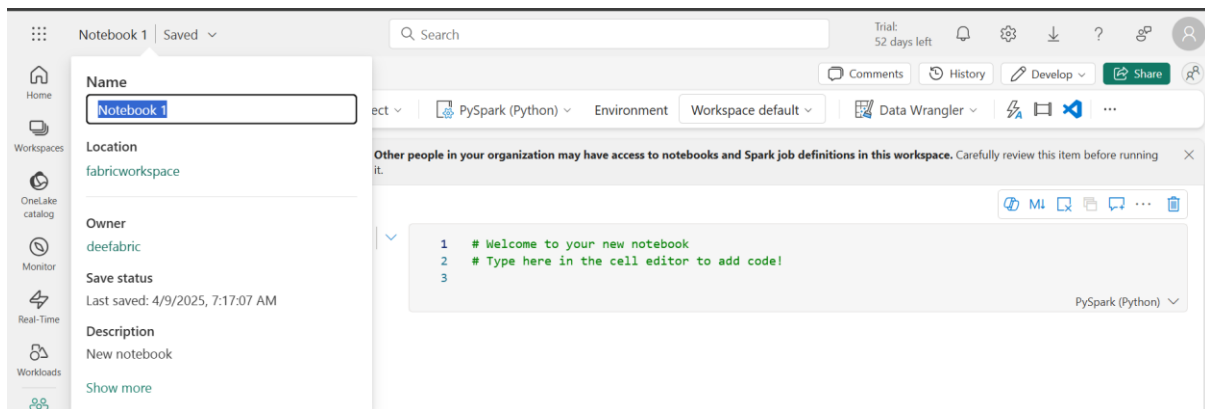 Notebook 1 | Saved
Search
Trial:
52 days left
?
Home
Workspaces
OneLake
catalog
Monitor
Real-Time
Workloads
Name
Notebook 1
Location
fabricworkspace
Owner
deefabric
Save status
Last saved: 4/9/2025, 7:17:07 AM
Description
New notebook
Show more
Comments
History
Develop
Share
ect
PySpark (Python)
Environment
Workspace default
Data Wrangler
...
Other people in your organization may have access to notebooks and Spark job definitions in this workspace. Carefully review this item before running
it.
M↓
...
1 # Welcome to your new notebook
2 # Type here in the cell editor to add code!
3
PySpark (Python)